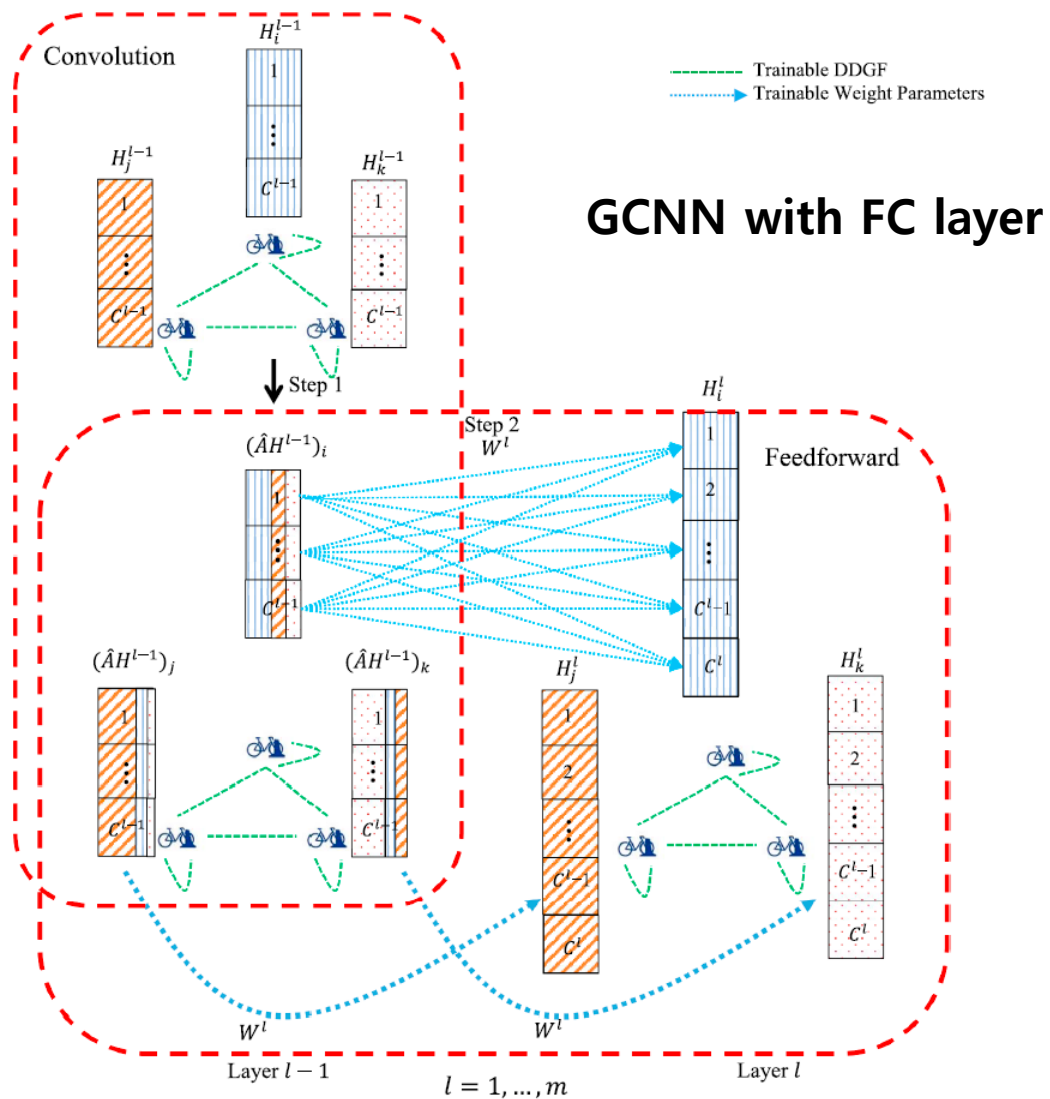 Convolution
H_i^{l-1}
1
⋮
C^{l-1}
H_j^{l-1}
1
⋮
C^{l-1}
H_k^{l-1}
1
⋮
C^{l-1}
Trainable DDGF
Trainable Weight Parameters
GCNN with FC layer
Step 1
Step 2
W^l
Feedforward
(ÂH^{l-1})_i
1
⋮
C^{l-1}
H_i^l
1
2
⋮
C^l-1
C^l
(ÂH^{l-1})_j
1
⋮
C^{l-1}
(ÂH^{l-1})_k
1
⋮
C^{l-1}
H_j^l
1
2
⋮
C^l-1
C^l
H_k^l
1
2
⋮
C^l-1
C^l
W^l
W^l
Layer l − 1
Layer l
l = 1, … , m